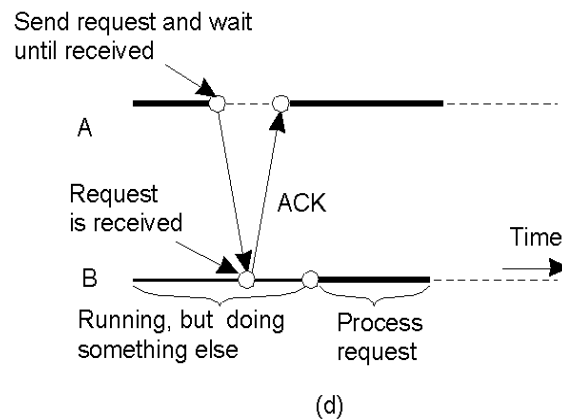 Send request and wait
until received
A
Request
is received
ACK
Time
B
Running, but doing
something else
Process
request
(d)